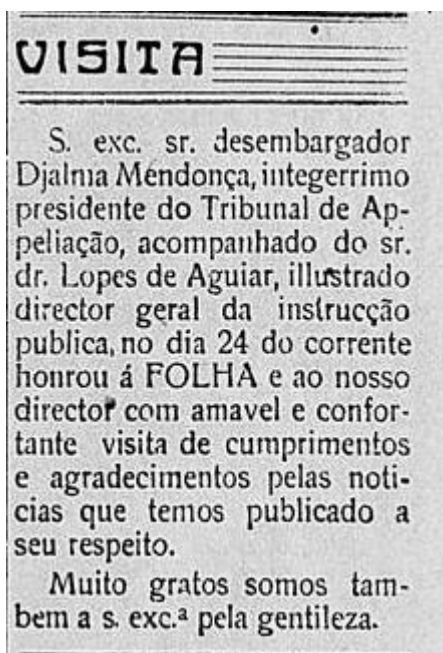 VISITA
S. exc. sr. desembargador
Djalma Mendonça, integerrimo
presidente do Tribunal de Ap-
pellação, acompanhado do sr.
dr. Lopes de Aguiar, illustrado
director geral da instrucção
publica, no dia 24 do corrente
honrou á FOLHA e ao nosso
director com amavel e confor-
tante visita de cumprimentos
e agradecimentos pelas noti-
cias que temos publicado a
seu respeito.
Muito gratos somos tam-
bem a s. exc.ª pela gentileza.